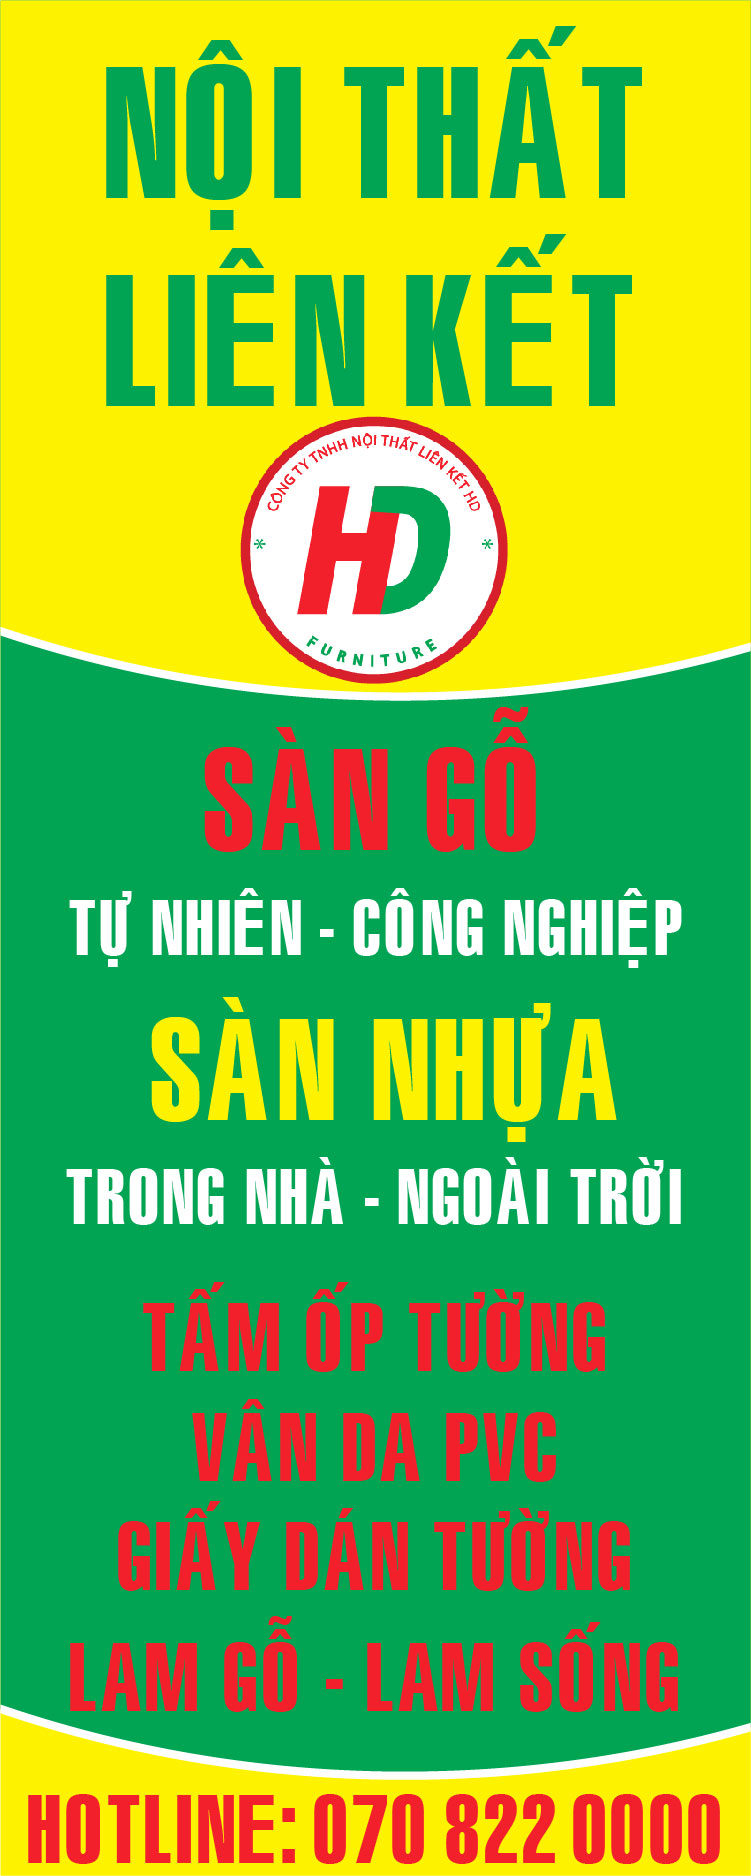 NỘI THẤT
LIÊN KẾT
CÔNG TY TNHH NỘI THẤT LIÊN KẾT HD
* *
HD
FURNITURE
SÀN GỖ
TỰ NHIÊN - CÔNG NGHIỆP
SÀN NHỰA
TRONG NHÀ - NGOÀI TRỜI
TẤM ỐP TƯỜNG
VÂN DA PVC
GIẤY DÁN TƯỜNG
LAM GỖ - LAM SỐNG
HOTLINE: 070 822 0000